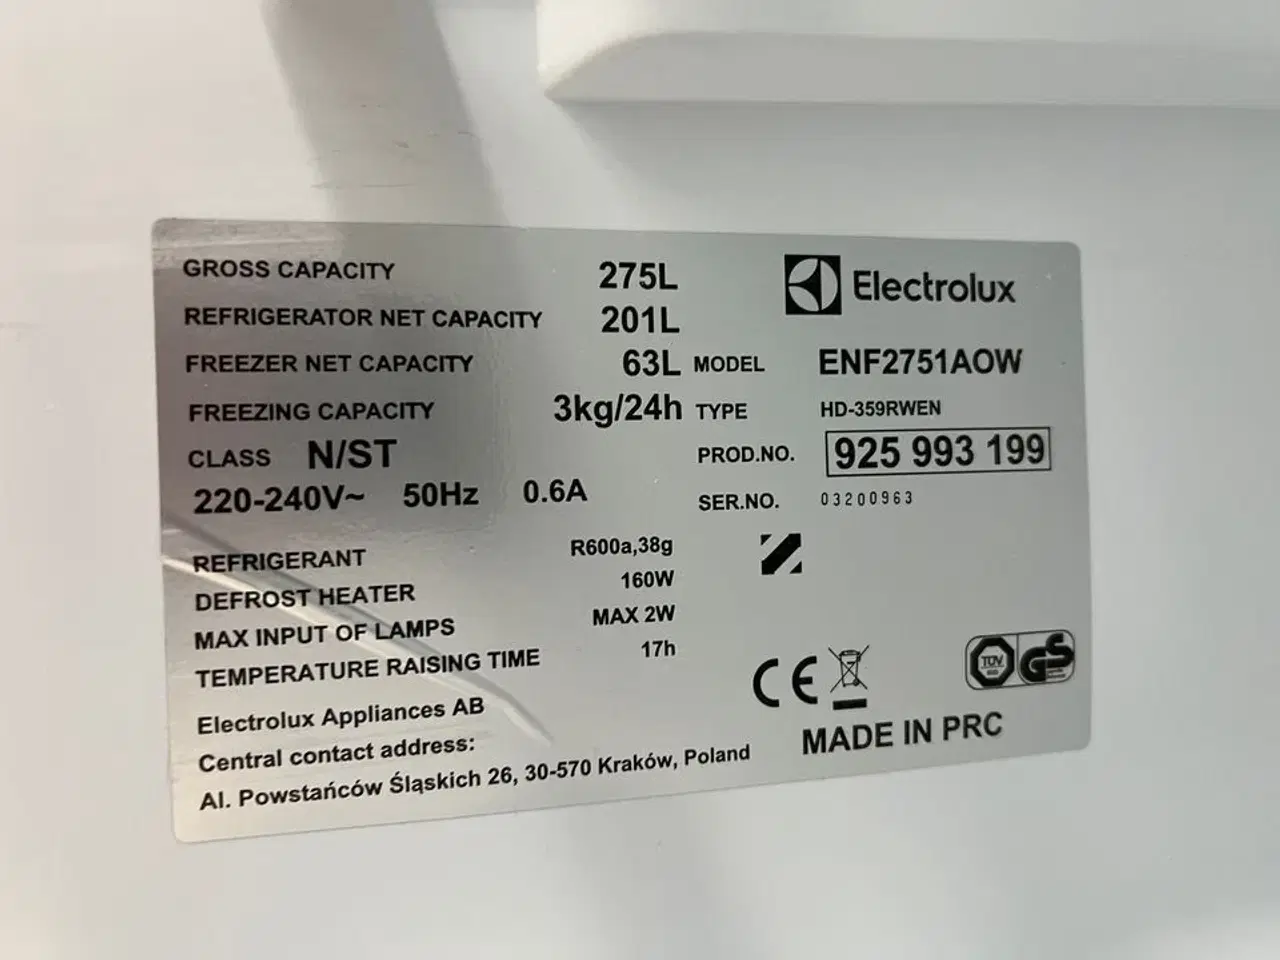 GROSS CAPACITY 275L
REFRIGERATOR NET CAPACITY 201L
FREEZER NET CAPACITY 63L
FREEZING CAPACITY 3kg/24h
CLASS N/ST
220-240V~ 50Hz 0.6A
REFRIGERANT R600a,38g
DEFROST HEATER 160W
MAX INPUT OF LAMPS MAX 2W
TEMPERATURE RAISING TIME 17h
Electrolux Appliances AB
Central contact address:
Al. Powstańców Śląskich 26, 30-570 Kraków, Poland
Electrolux
MODEL ENF2751AOW
TYPE HD-359RWEN
PROD.NO. 925 993 199
SER.NO. 03200963
CE
TÜV
GS
MADE IN PRC